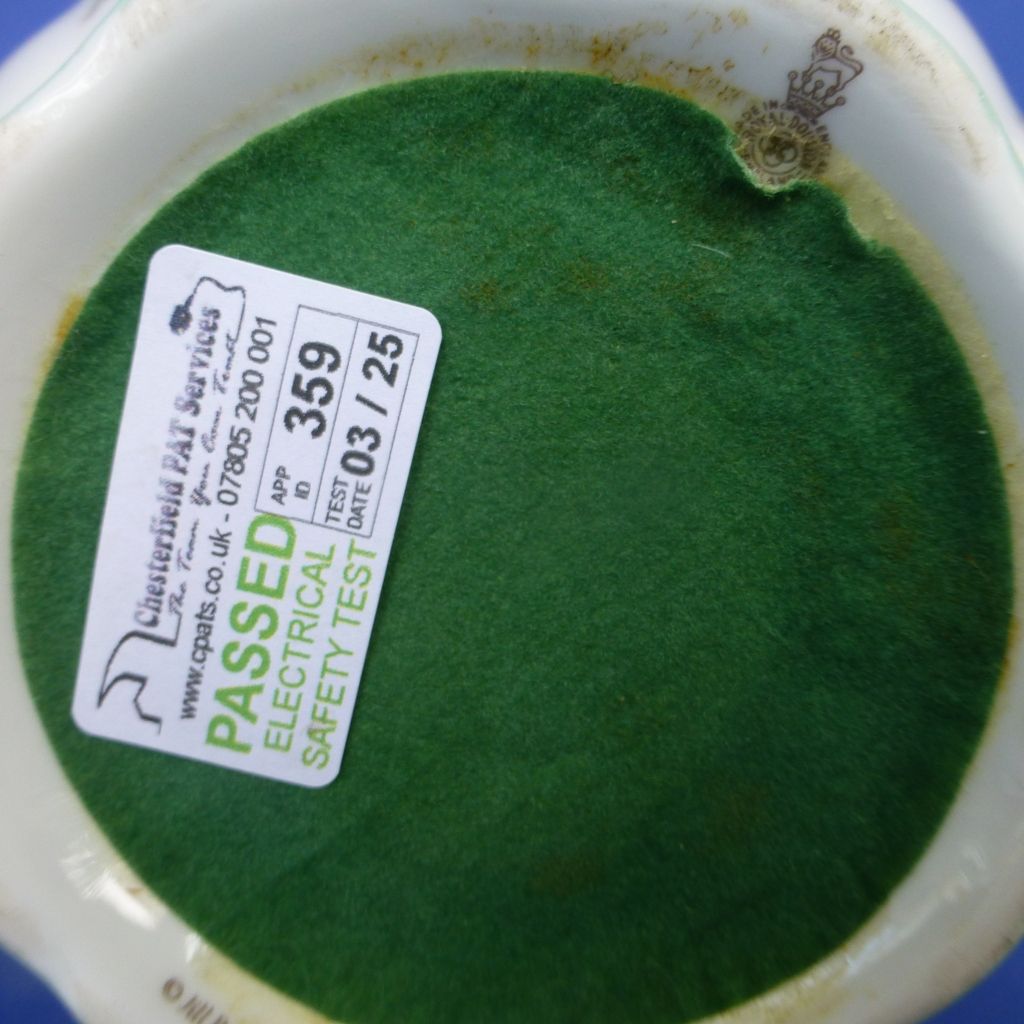 Chesterfield PAT Services
The Team You Can Trust
www.cpats.co.uk - 07805 200 001
PASSED
ELECTRICAL
SAFETY TEST
APP
ID
359
TEST
DATE
03 / 25